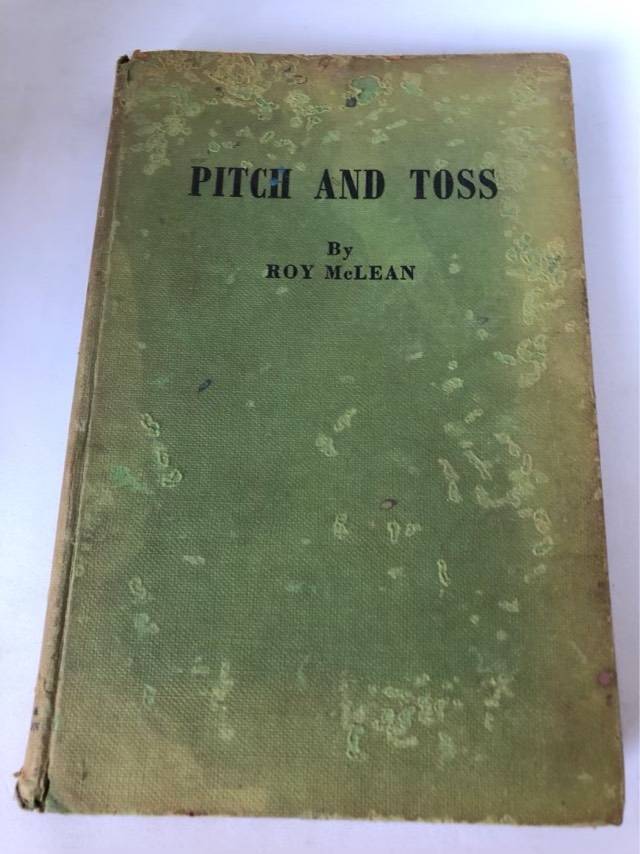 PITCH AND TOSS
By
ROY McLEAN